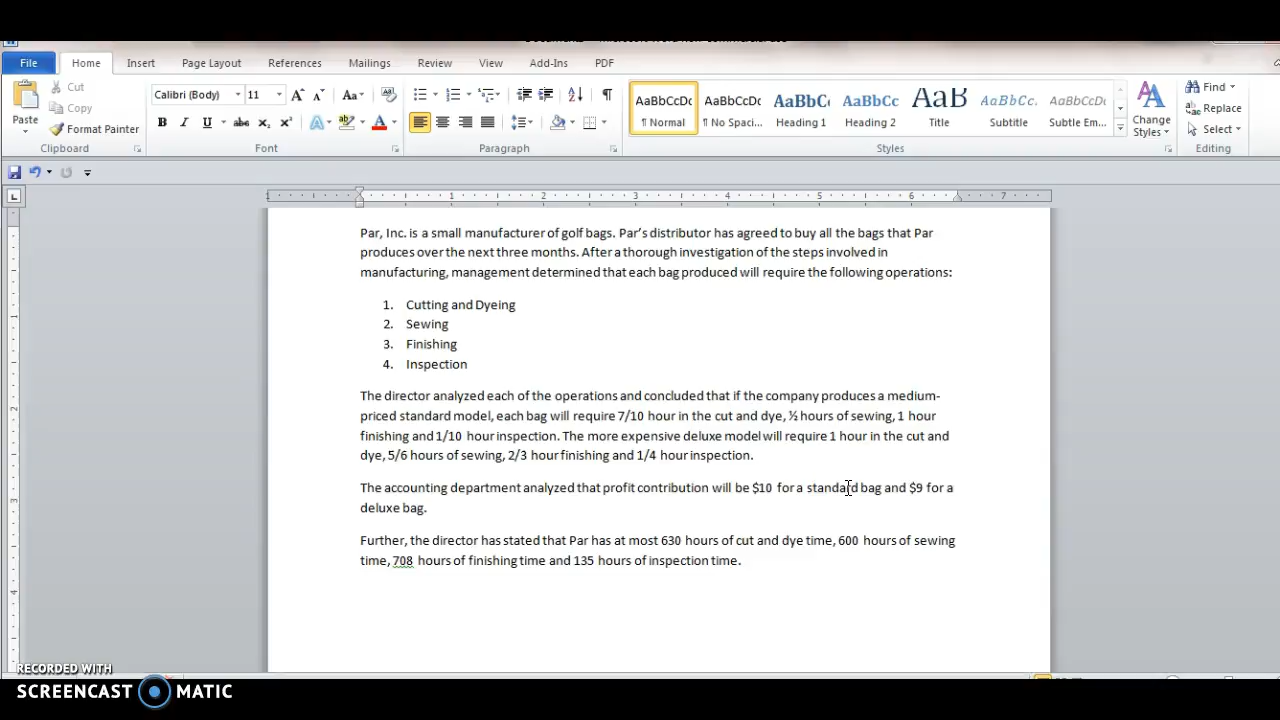 File Home Insert Page Layout References Mailings Review View Add-Ins PDF
Cut
Copy
Paste
Format Painter
Clipboard
Calibri (Body) 11
Font
Paragraph
AaBbCcDc AaBbCcDc AaBbC AaBbCc AaB AaBbCc. AaBbCcDc
¶ Normal ¶ No Spaci... Heading 1 Heading 2 Title Subtitle Subtle Em...
Change
Styles
Styles
Find
Replace
Select
Editing
1 1 2 3 4 5 6 7
Par, Inc. is a small manufacturer of golf bags. Par's distributor has agreed to buy all the bags that Par
produces over the next three months. After a thorough investigation of the steps involved in
manufacturing, management determined that each bag produced will require the following operations:
1. Cutting and Dyeing
2. Sewing
3. Finishing
4. Inspection
The director analyzed each of the operations and concluded that if the company produces a medium-
priced standard model, each bag will require 7/10 hour in the cut and dye, ½ hours of sewing, 1 hour
finishing and 1/10 hour inspection. The more expensive deluxe model will require 1 hour in the cut and
dye, 5/6 hours of sewing, 2/3 hour finishing and 1/4 hour inspection.
The accounting department analyzed that profit contribution will be $10 for a standard bag and $9 for a
deluxe bag.
Further, the director has stated that Par has at most 630 hours of cut and dye time, 600 hours of sewing
time, 708 hours of finishing time and 135 hours of inspection time.
RECORDED WITH
SCREENCAST MATIC